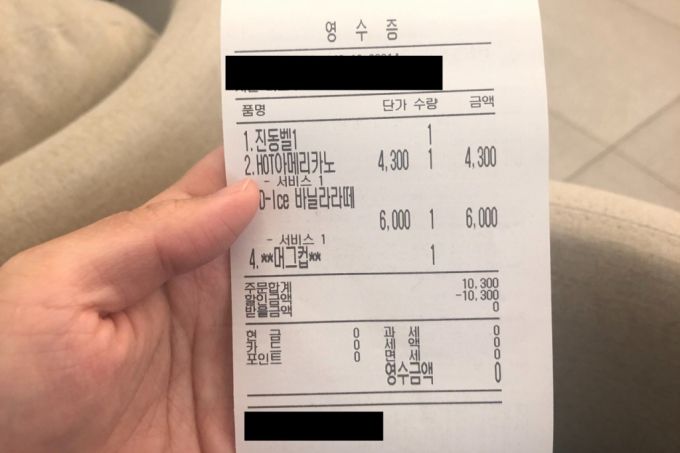 영 수 증
품명 단가 수량 금액
1.진동벨1 1
2.HOT아메리카노 4,300 1 4,300
- 서비스 1
D-Ice 바닐라라떼
6,000 1 6,000
- 서비스 1
4.**머그컵** 1
주문합계 10,300
할인금액 -10,300
받을금액 0
현 금 0 과 세 0
카 드 0 세 액 0
포인트 0 면 세 0
영수금액 0